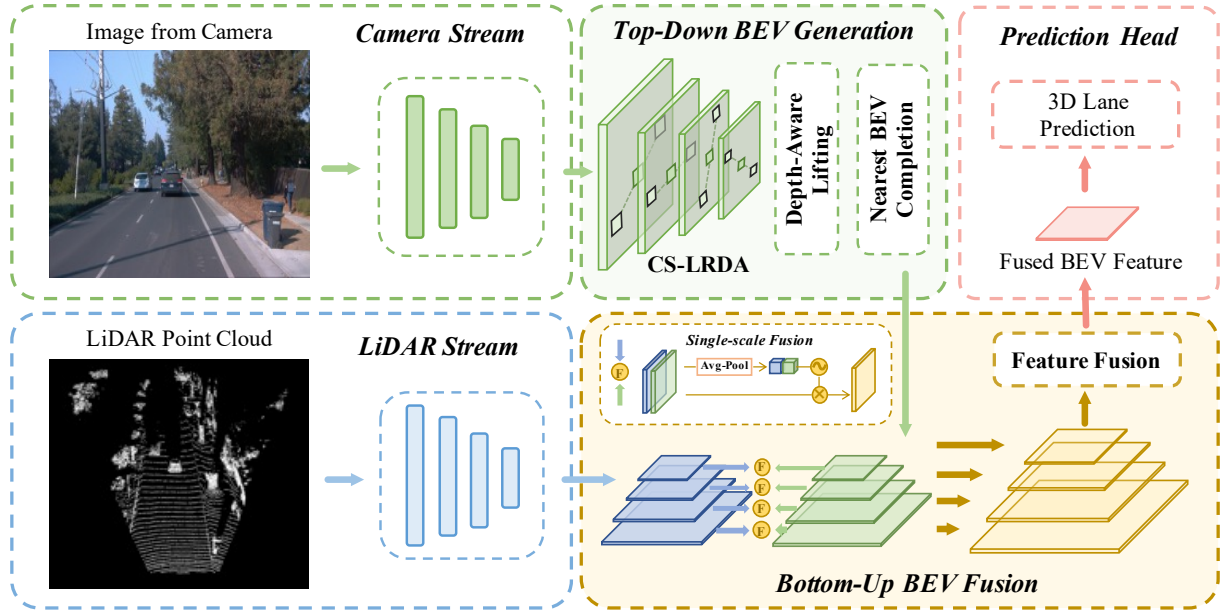 Image from Camera
Camera Stream
Top-Down BEV Generation
CS-LRDA
Depth-Aware
Lifting
Nearest BEV
Completion
Prediction Head
3D Lane
Prediction
Fused BEV Feature
LiDAR Point Cloud
LiDAR Stream
Single-scale Fusion
F
Avg-Pool
Feature Fusion
F
F
F
F
Bottom-Up BEV Fusion